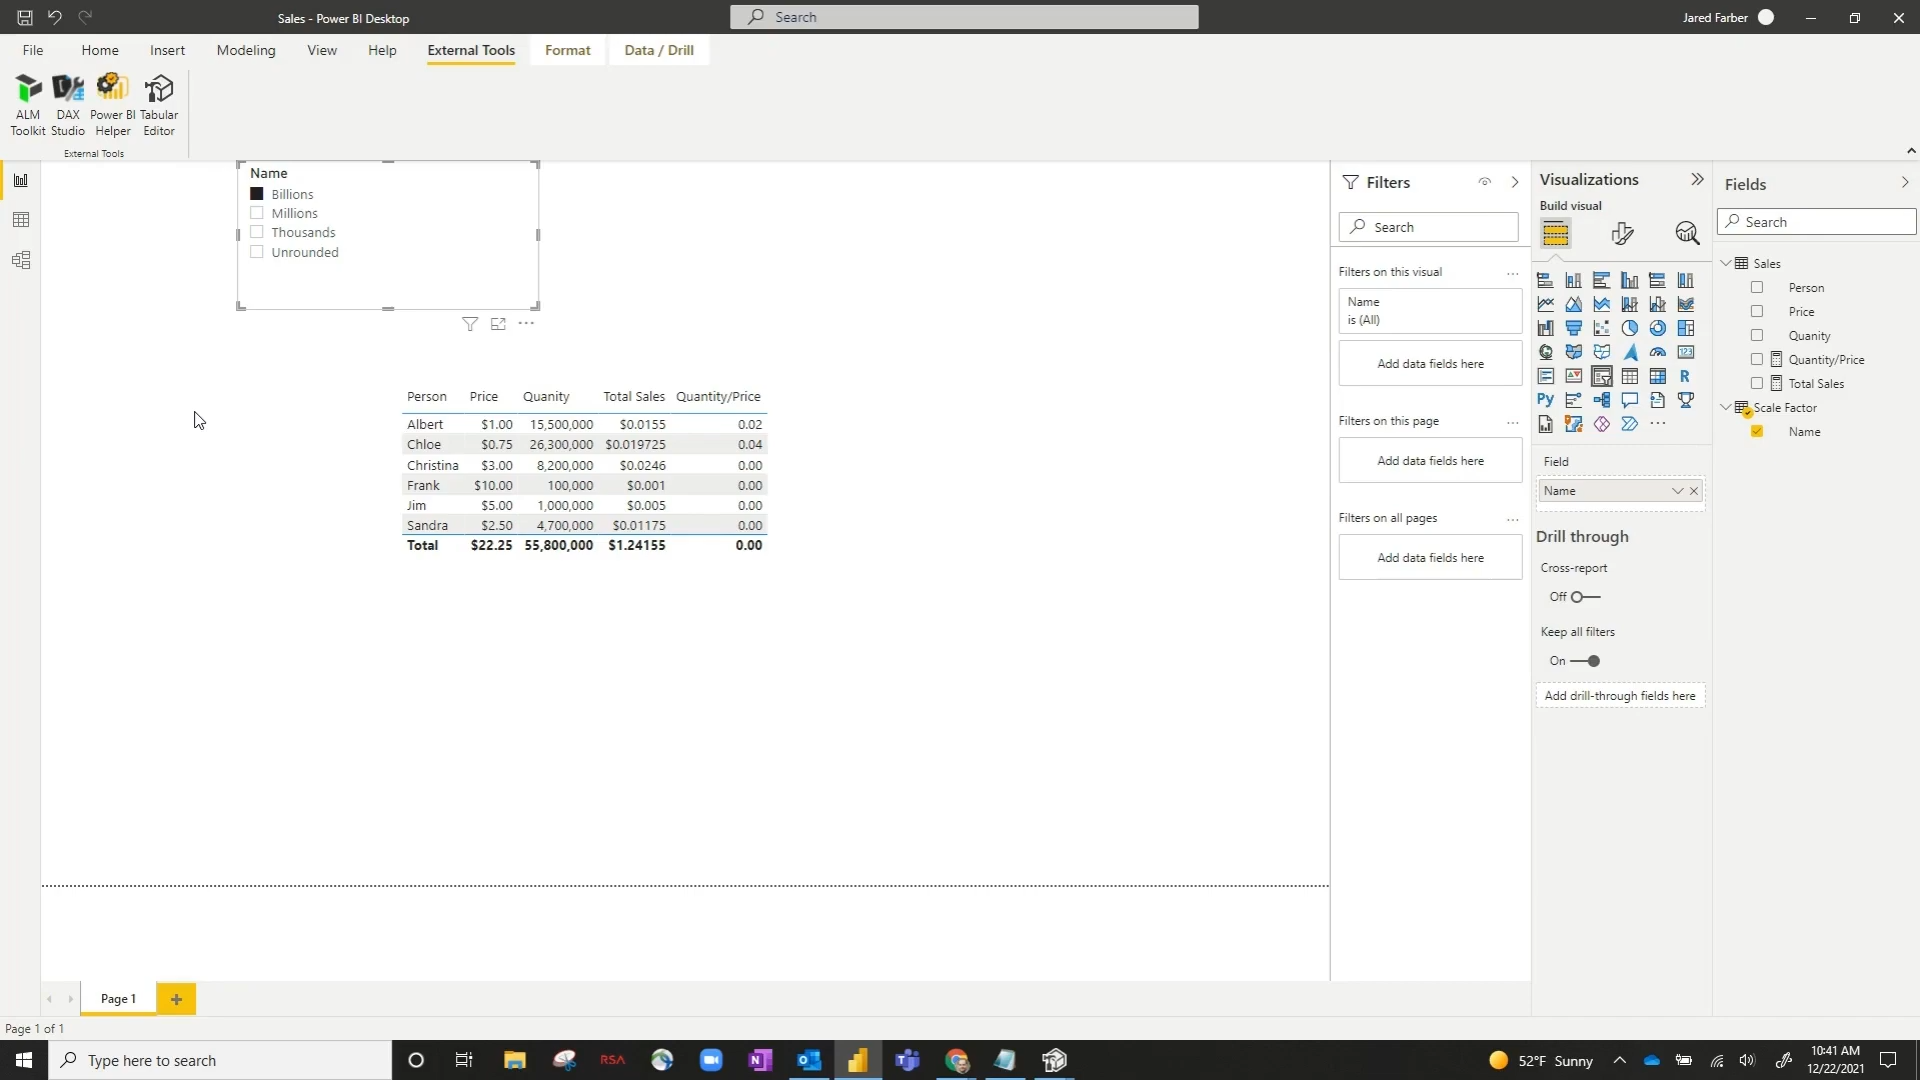 Sales - Power BI Desktop
Search
Jared Farber
File Home Insert Modeling View Help External Tools Format Data / Drill
ALM Toolkit
DAX Studio
Power BI Helper
Tabular Editor
External Tools
Name
Billions
Millions
Thousands
Unrounded
Person Price Quanity Total Sales Quantity/Price
Albert $1.00 15,500,000 $0.0155 0.02
Chloe $0.75 26,300,000 $0.019725 0.04
Christina $3.00 8,200,000 $0.0246 0.00
Frank $10.00 100,000 $0.001 0.00
Jim $5.00 1,000,000 $0.005 0.00
Sandra $2.50 4,700,000 $0.01175 0.00
Total $22.25 55,800,000 $1.24155 0.00
Filters
Search
Filters on this visual ...
Name
is (All)
Add data fields here
Filters on this page ...
Add data fields here
Filters on all pages ...
Add data fields here
Visualizations
Build visual
123
R
Py
...
Field
Name
Drill through
Cross-report
Off
Keep all filters
On
Add drill-through fields here
Fields
Search
Sales
Person
Price
Quanity
Quantity/Price
Total Sales
Scale Factor
Name
Page 1
Page 1 of 1
Type here to search
RSA
52°F Sunny
10:41 AM
12/22/2021